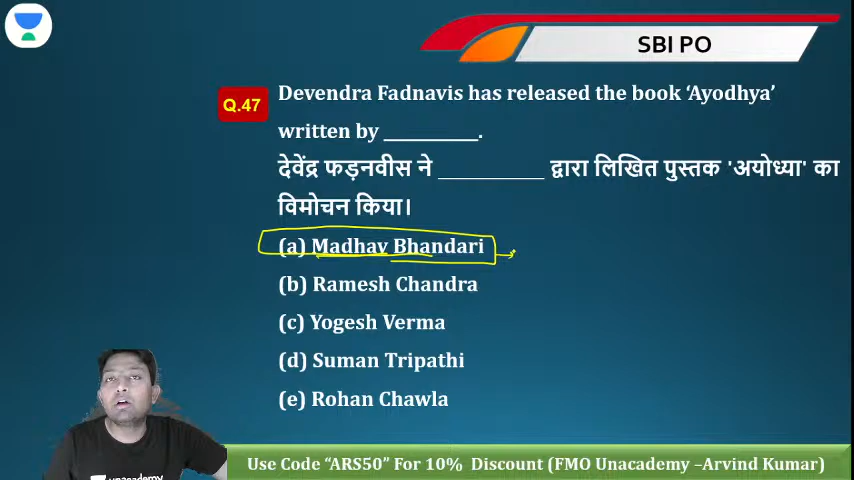 SBI PO
Q.47
Devendra Fadnavis has released the book ‘Ayodhya’
written by __________.
देवेंद्र फड़नवीस ने ___________ द्वारा लिखित पुस्तक 'अयोध्या' का
विमोचन किया।
(a) Madhav Bhandari
(b) Ramesh Chandra
(c) Yogesh Verma
(d) Suman Tripathi
(e) Rohan Chawla
unacademy
Use Code “ARS50” For 10% Discount (FMO Unacademy –Arvind Kumar)